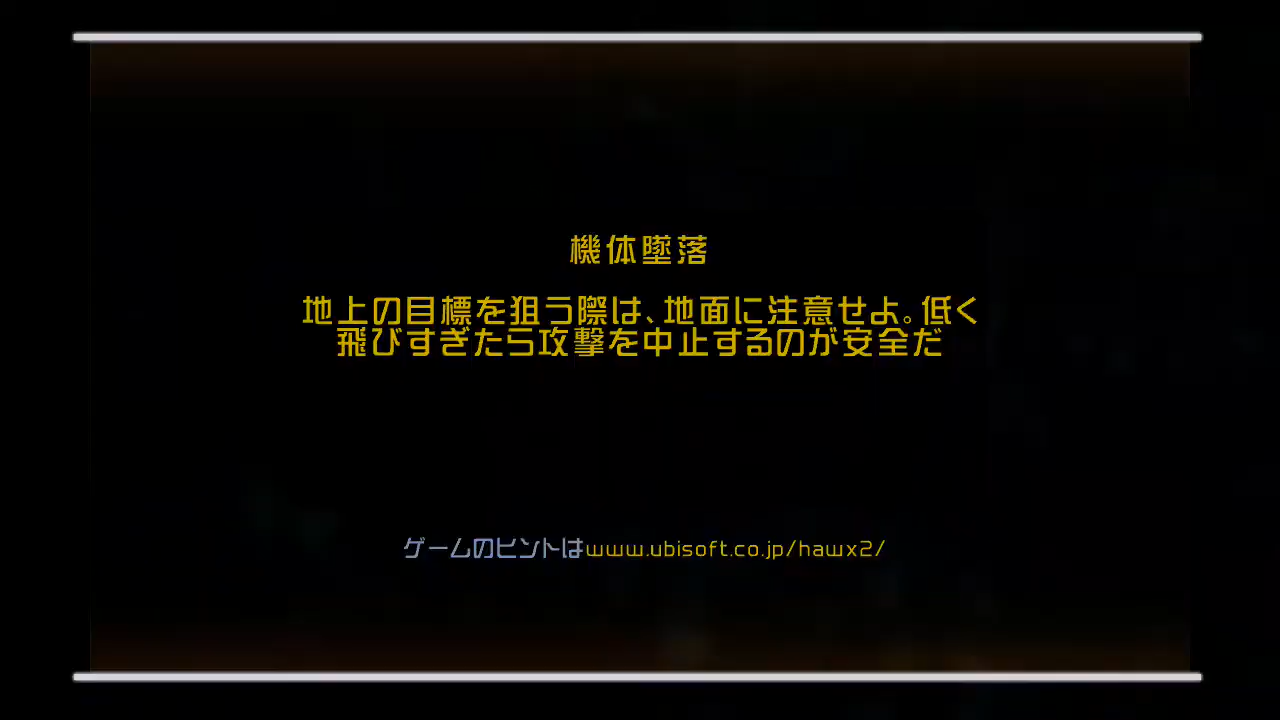 機体墜落
地上の目標を狙う際は、地面に注意せよ。低く
飛びすぎたら攻撃を中止するのが安全だ
ゲームのヒントはwww.ubisoft.co.jp/hawx2/